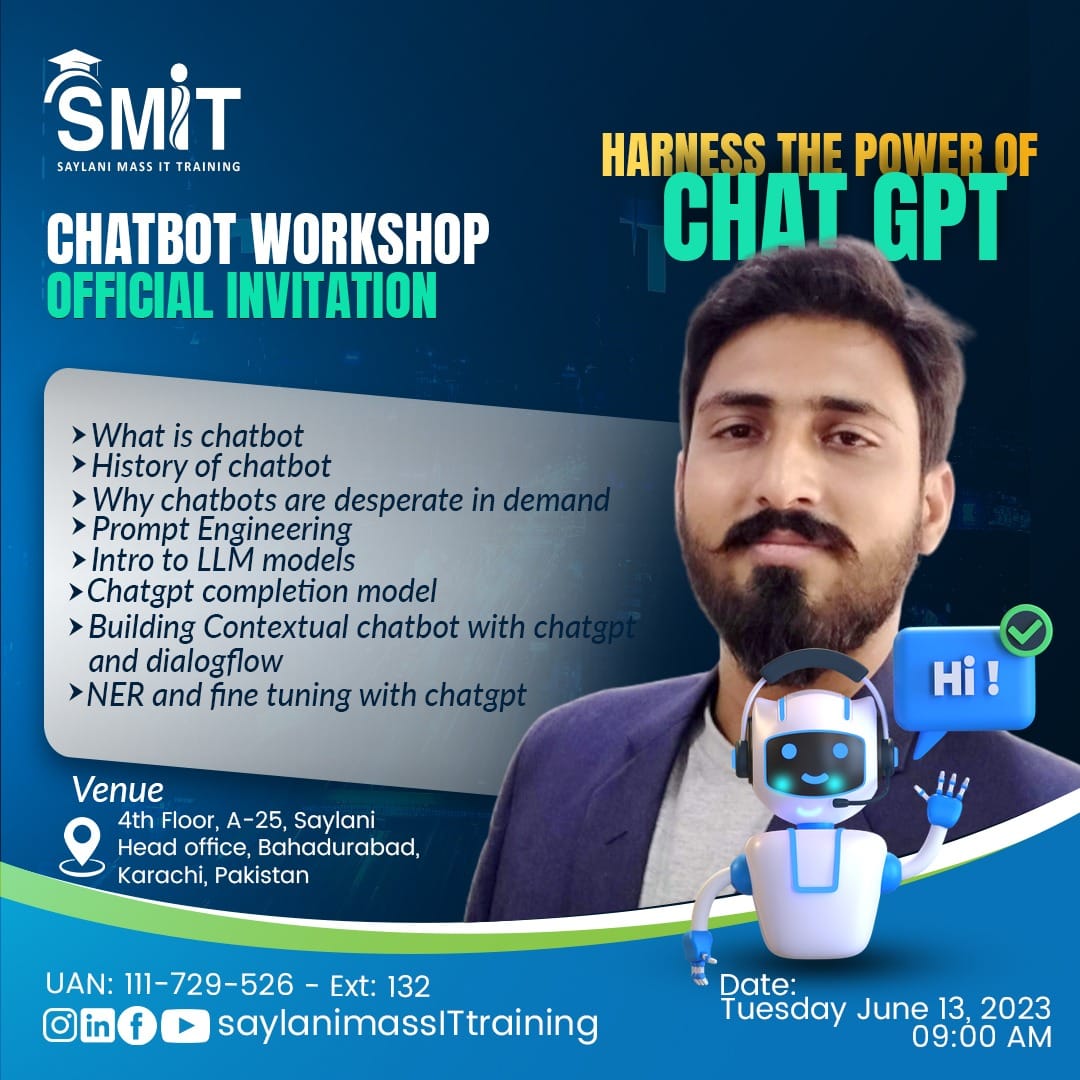 SMIT
SAYLANI MASS IT TRAINING
HARNESS THE POWER OF
CHAT GPT
CHATBOT WORKSHOP
OFFICIAL INVITATION
What is chatbot
History of chatbot
Why chatbots are desperate in demand
Prompt Engineering
Intro to LLM models
Chatgpt completion model
Building Contextual chatbot with chatgpt
and dialogflow
NER and fine tuning with chatgpt
Hi !
Venue
4th Floor, A-25, Saylani
Head office, Bahadurabad,
Karachi, Pakistan
UAN: 111-729-526 - Ext: 132
saylanimassITtraining
Date:
Tuesday June 13, 2023
09:00 AM